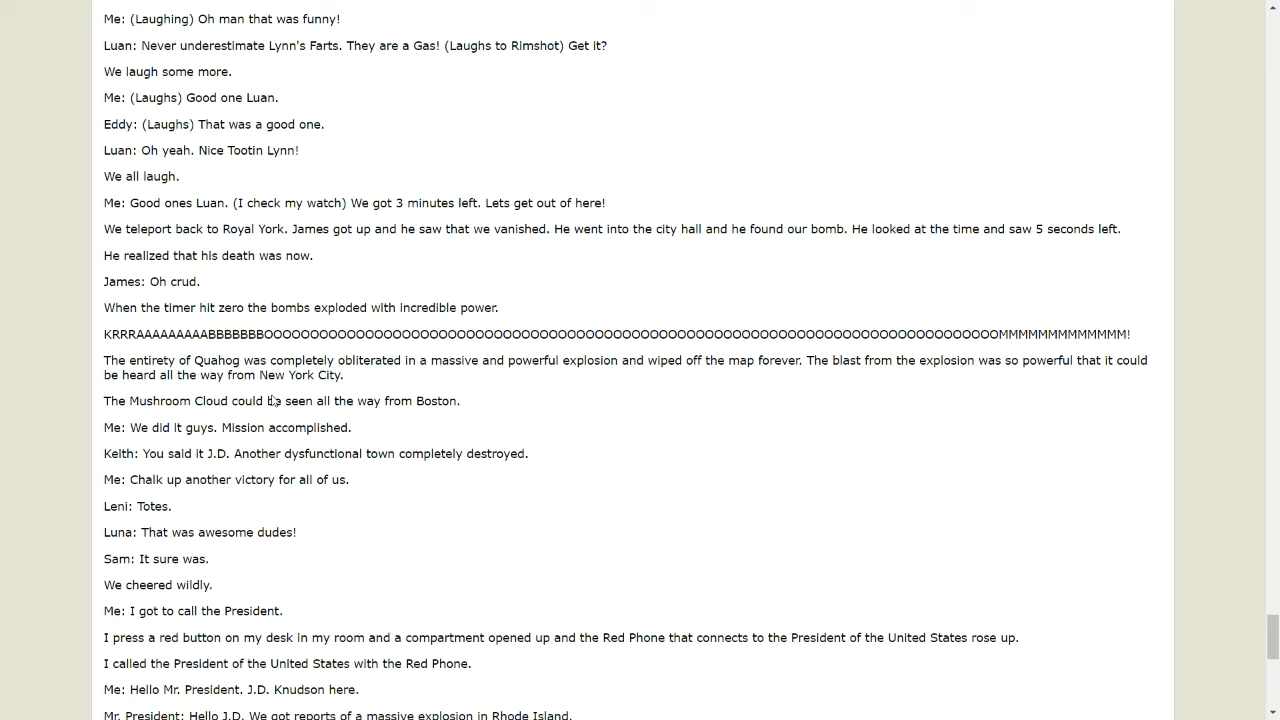 Me: (Laughing) Oh man that was funny!
Luan: Never underestimate Lynn's Farts. They are a Gas! (Laughs to Rimshot) Get it?
We laugh some more.
Me: (Laughs) Good one Luan.
Eddy: (Laughs) That was a good one.
Luan: Oh yeah. Nice Tootin Lynn!
We all laugh.
Me: Good ones Luan. (I check my watch) We got 3 minutes left. Lets get out of here!
We teleport back to Royal York. James got up and he saw that we vanished. He went into the city hall and he found our bomb. He looked at the time and saw 5 seconds left.
He realized that his death was now.
James: Oh crud.
When the timer hit zero the bombs exploded with incredible power.
KRRRAAAAAAAAABBBBBBBOOOOOOOOOOOOOOOOOOOOOOOOOOOOOOOOOOOOOOOOOOOOOOOOOOOOOOOOOOOOOOOOOOOOOOOOOOOOOOOOMMMMMMMMMMMMM!
The entirety of Quahog was completely obliterated in a massive and powerful explosion and wiped off the map forever. The blast from the explosion was so powerful that it could
be heard all the way from New York City.
The Mushroom Cloud could be seen all the way from Boston.
Me: We did it guys. Mission accomplished.
Keith: You said it J.D. Another dysfunctional town completely destroyed.
Me: Chalk up another victory for all of us.
Leni: Totes.
Luna: That was awesome dudes!
Sam: It sure was.
We cheered wildly.
Me: I got to call the President.
I press a red button on my desk in my room and a compartment opened up and the Red Phone that connects to the President of the United States rose up.
I called the President of the United States with the Red Phone.
Me: Hello Mr. President. J.D. Knudson here.
Mr. President: Hello J.D. We got reports of a massive explosion in Rhode Island.